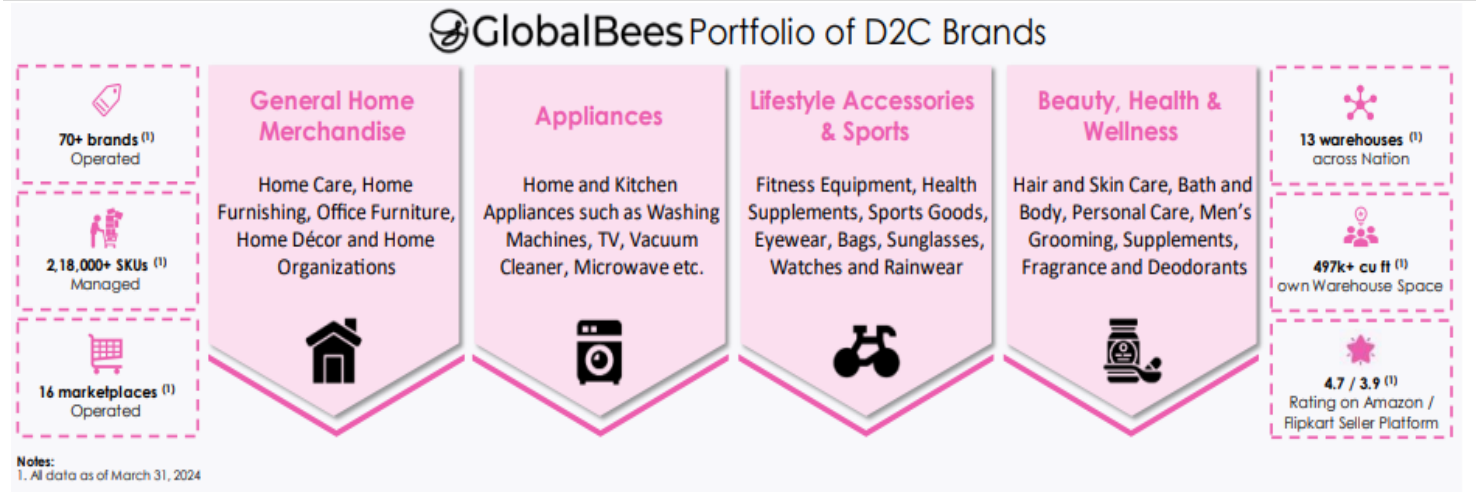 GlobalBees Portfolio of D2C Brands
70+ brands (1)
Operated
2,18,000+ SKUs (1)
Managed
16 marketplaces (1)
Operated
General Home
Merchandise
Home Care, Home
Furnishing, Office Furniture,
Home Décor and Home
Organizations
Appliances
Home and Kitchen
Appliances such as Washing
Machines, TV, Vacuum
Cleaner, Microwave etc.
Lifestyle Accessories
& Sports
Fitness Equipment, Health
Supplements, Sports Goods,
Eyewear, Bags, Sunglasses,
Watches and Rainwear
Beauty, Health &
Wellness
Hair and Skin Care, Bath and
Body, Personal Care, Men's
Grooming, Supplements,
Fragrance and Deodorants
13 warehouses (1)
across Nation
497k+ cu ft (1)
own Warehouse Space
4.7 / 3.9 (1)
Rating on Amazon /
Flipkart Seller Platform
Notes:
1. All data as of March 31, 2024